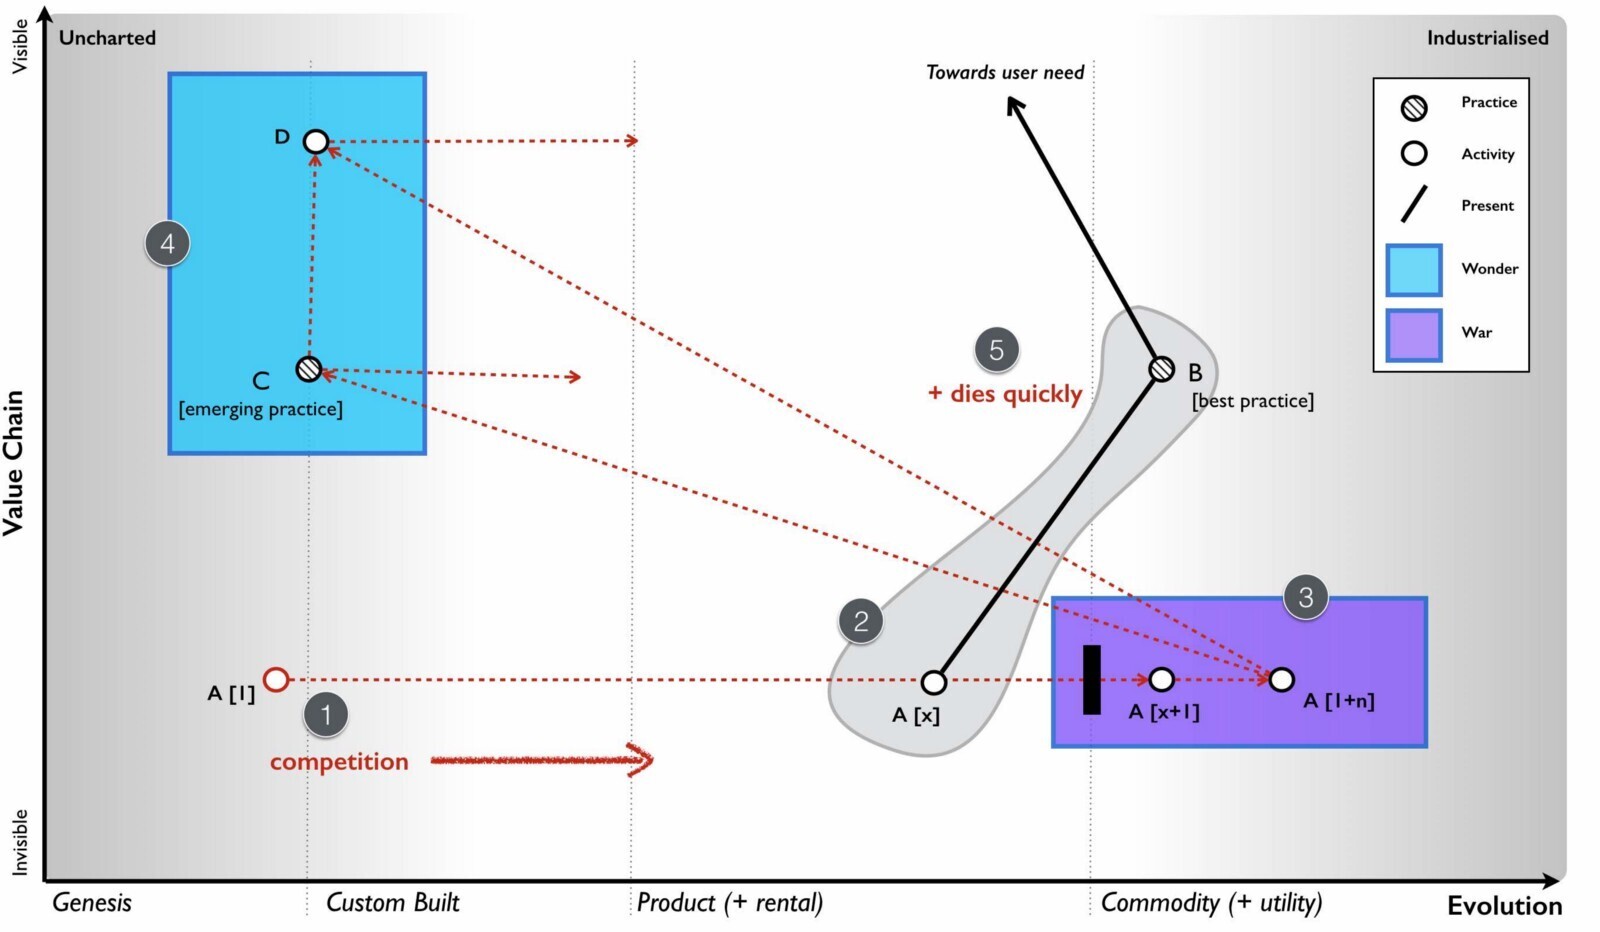 Visible
Uncharted
Industrialised
Towards user need
Practice
Activity
Present
Wonder
War
D
4
C
[emerging practice]
5
+ dies quickly
B
[best practice]
Value Chain
2
3
A [1]
1
A [x]
A [x+1]
A [1+n]
competition
Invisible
Genesis
Custom Built
Product (+ rental)
Commodity (+ utility)
Evolution